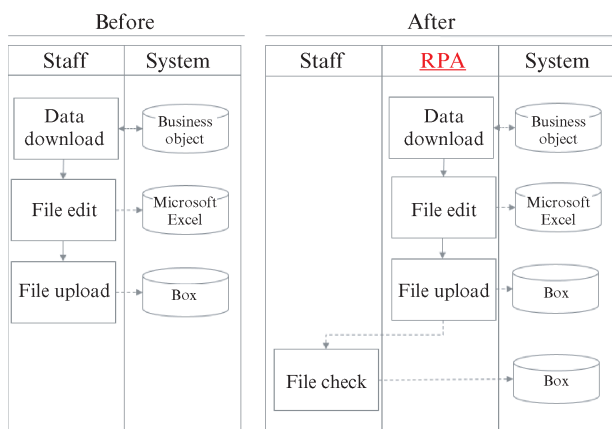 Before
Staff
System
Data
download
Business
object
File edit
Microsoft
Excel
File upload
Box
After
Staff
RPA
System
Data
download
Business
object
File edit
Microsoft
Excel
File upload
Box
File check
Box